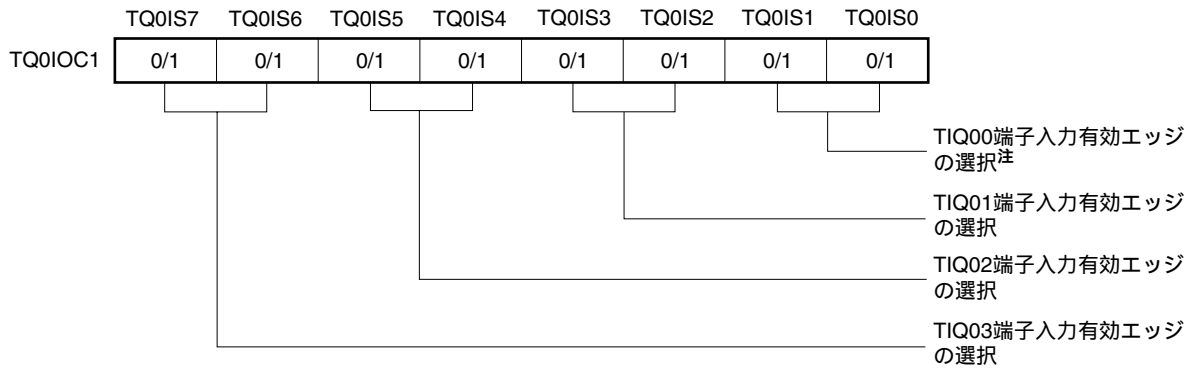 TQ0IS7 TQ0IS6 TQ0IS5 TQ0IS4 TQ0IS3 TQ0IS2 TQ0IS1 TQ0IS0
TQ0IOC1 0/1 0/1 0/1 0/1 0/1 0/1 0/1 0/1
TIQ00端子入力有効エッジ
の選択注
TIQ01端子入力有効エッジ
の選択
TIQ02端子入力有効エッジ
の選択
TIQ03端子入力有効エッジ
の選択